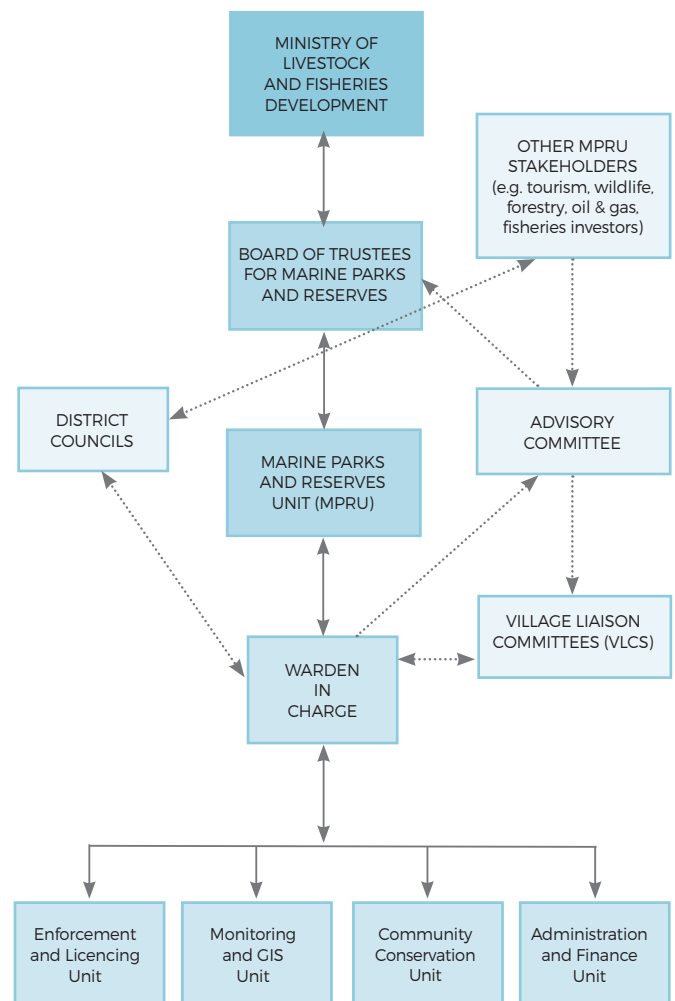 MINISTRY OF
LIVESTOCK
AND FISHERIES
DEVELOPMENT
OTHER MPRU
STAKEHOLDERS
(e.g. tourism, wildlife,
forestry, oil & gas,
fisheries investors)
BOARD OF TRUSTEES
FOR MARINE PARKS
AND RESERVES
DISTRICT
COUNCILS
MARINE PARKS
AND RESERVES
UNIT (MPRU)
ADVISORY
COMMITTEE
VILLAGE LIAISON
COMMITTEES (VLCS)
WARDEN
IN
CHARGE
Enforcement
and Licencing
Unit
Monitoring
and GIS
Unit
Community
Conservation
Unit
Administration
and Finance
Unit